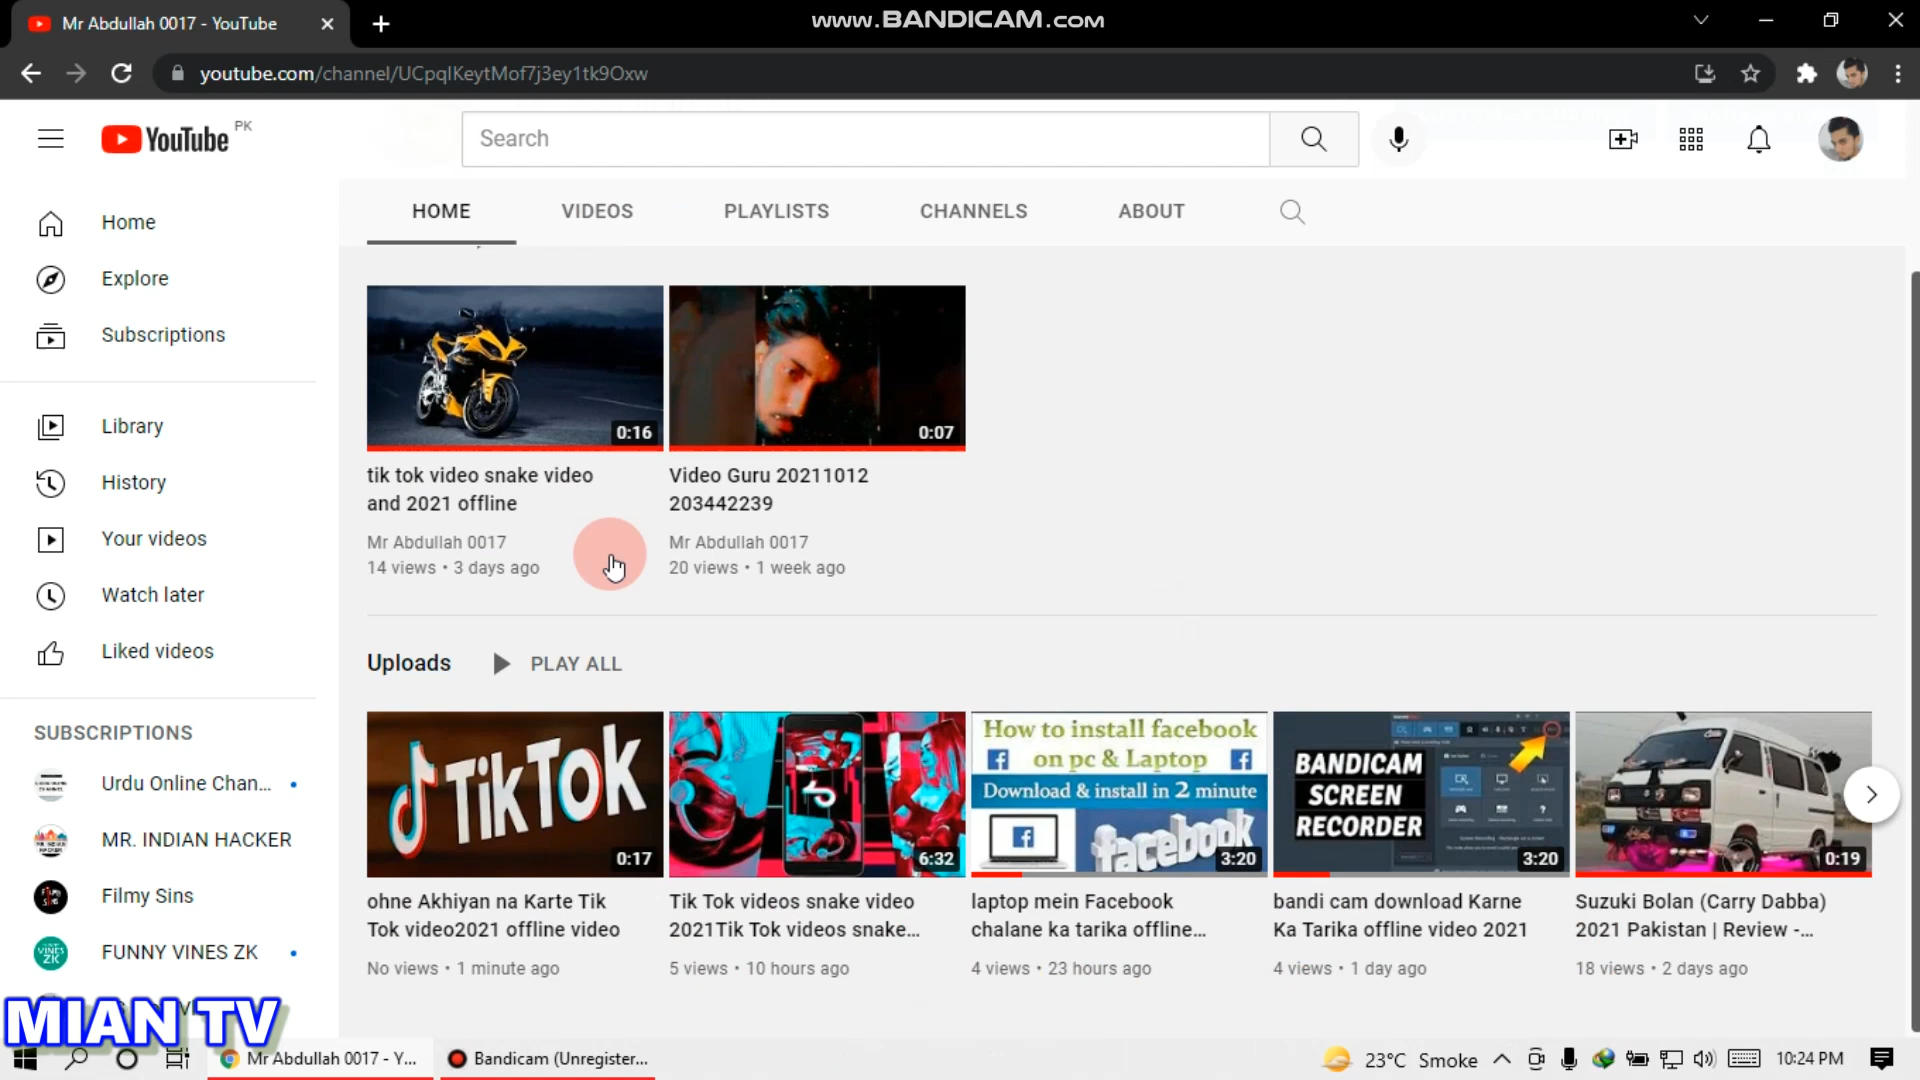 Mr Abdullah 0017 - YouTube
www.BANDICAM.com
youtube.com/channel/UCpqIKeytMof7j3ey1tk9Oxw
YouTube PK
Search
HOME VIDEOS PLAYLISTS CHANNELS ABOUT
Home
Explore
Subscriptions
Library
History
Your videos
Watch later
Liked videos
SUBSCRIPTIONS
Urdu Online Chan...
MR. INDIAN HACKER
Filmy Sins
FUNNY VINES ZK
MIAN TV
0:16
tik tok video snake video
and 2021 offline
Mr Abdullah 0017
14 views • 3 days ago
0:07
Video Guru 20211012
203442239
Mr Abdullah 0017
20 views • 1 week ago
Uploads PLAY ALL
TikTok
0:17
ohne Akhiyan na Karte Tik
Tok video2021 offline video
No views • 1 minute ago
6:32
Tik Tok videos snake video
2021Tik Tok videos snake...
5 views • 10 hours ago
How to install facebook
on pc & Laptop
Download & install in 2 minute
facebook
3:20
laptop mein Facebook
chalane ka tarika offline...
4 views • 23 hours ago
BANDICAM
SCREEN
RECORDER
3:20
bandi cam download Karne
Ka Tarika offline video 2021
4 views • 1 day ago
0:19
Suzuki Bolan (Carry Dabba)
2021 Pakistan | Review -...
18 views • 2 days ago
Mr Abdullah 0017 - Y...
Bandicam (Unregister...
23°C Smoke
10:24 PM